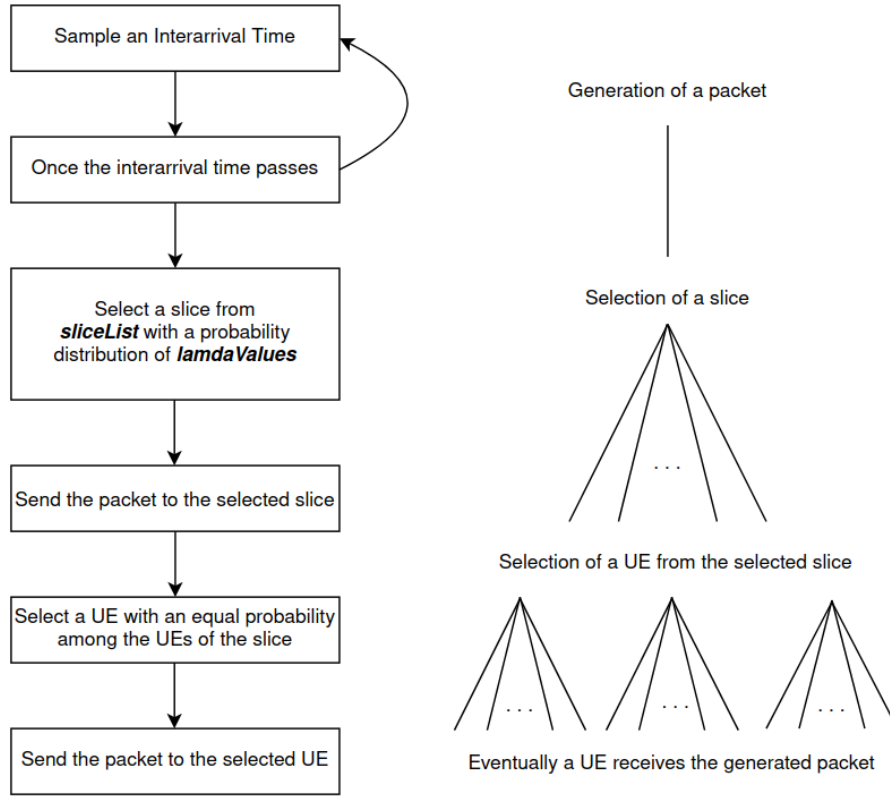 Sample an Interarrival Time
Once the interarrival time passes
Select a slice from
sliceList with a probability
distribution of lamdaValues
Send the packet to the selected slice
Select a UE with an equal probability
among the UEs of the slice
Send the packet to the selected UE
Generation of a packet
Selection of a slice
. . .
Selection of a UE from the selected slice
. . .
. . .
. . .
Eventually a UE receives the generated packet